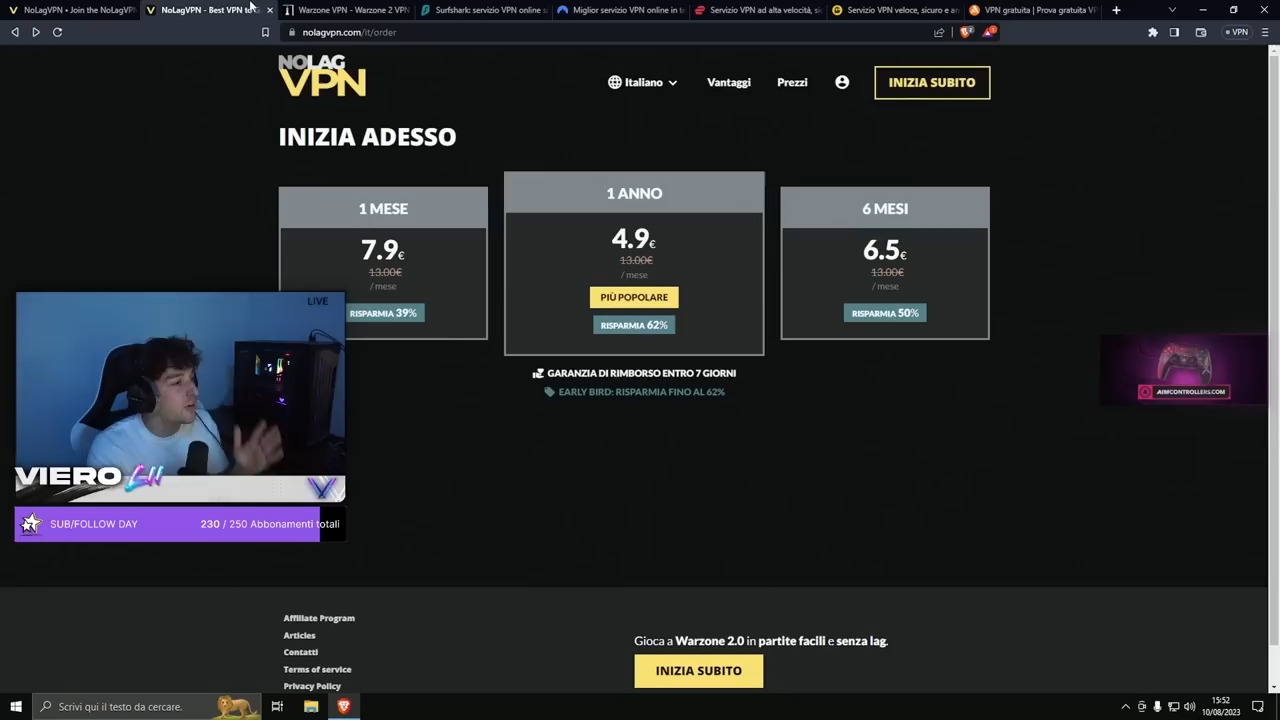 NoLagVPN • Join the NoLagVPN
NoLagVPN - Best VPN to
Warzone VPN - Warzone 2 VPN
Surfshark: servizio VPN online s
Miglior servizio VPN online in t
Servizio VPN ad alta velocità, si
Servizio VPN veloce, sicuro e a
VPN gratuita | Prova gratuita V
nolagvpn.com/it/order
VPN
NOLAG
VPN
Italiano
Vantaggi
Prezzi
INIZIA SUBITO
INIZIA ADESSO
1 MESE
7.9€
13.00€
/ mese
RISPARMIA 39%
1 ANNO
4.9€
13.00€
/ mese
PIÙ POPOLARE
RISPARMIA 62%
6 MESI
6.5€
13.00€
/ mese
RISPARMIA 50%
GARANZIA DI RIMBORSO ENTRO 7 GIORNI
EARLY BIRD: RISPARMIA FINO AL 62%
LIVE
VIERO
SUB/FOLLOW DAY
230 / 250 Abbonamenti totali
AIMCONTROLLERS.COM
Affiliate Program
Articles
Contatti
Terms of service
Privacy Policy
Gioca a Warzone 2.0 in partite facili e senza lag.
INIZIA SUBITO
Scrivi qui il testo da cercare.
15:52
10/08/2023